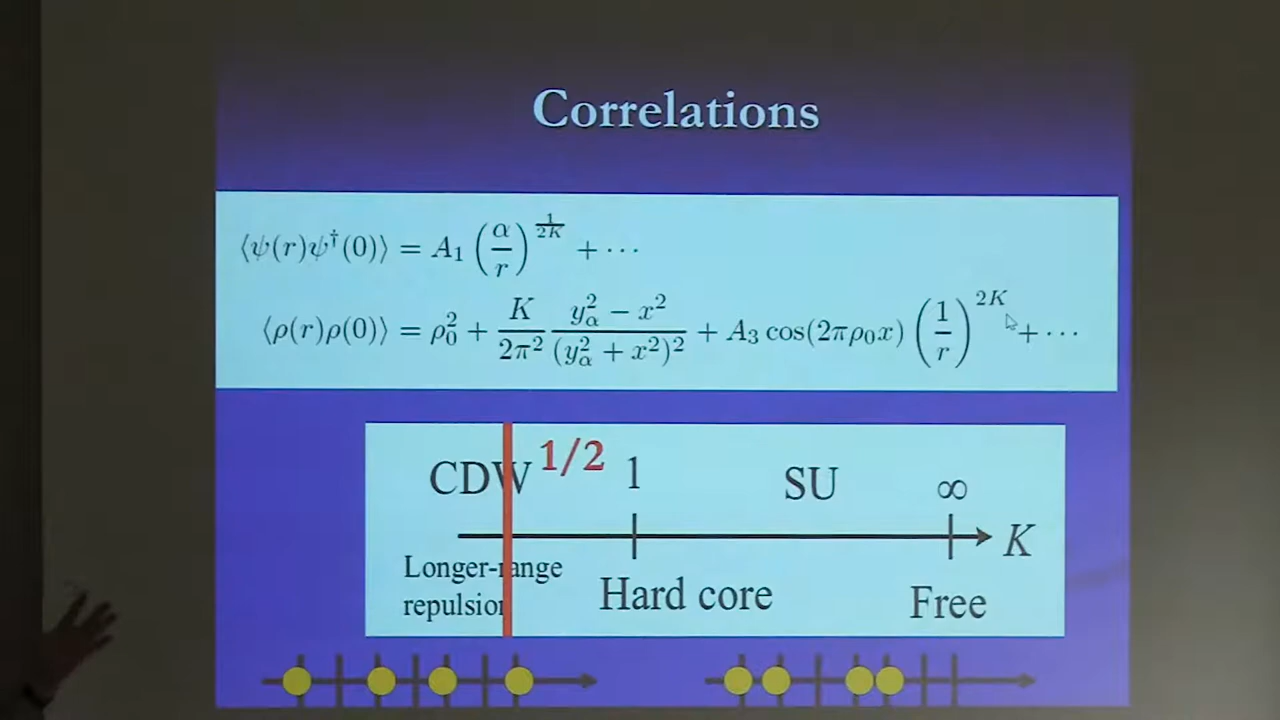 Correlations
⟨ψ(r)ψ†(0)⟩ = A₁ (α/r)^{1/2K} + ⋯
⟨ρ(r)ρ(0)⟩ = ρ₀² + K/2π² (y_α² − x²)/(y_α² + x²)² + A₃ cos(2πρ₀x) (1/r)^{2K} + ⋯
CDW 1/2 1 SU ∞
K
Longer-range
repulsion Hard core Free